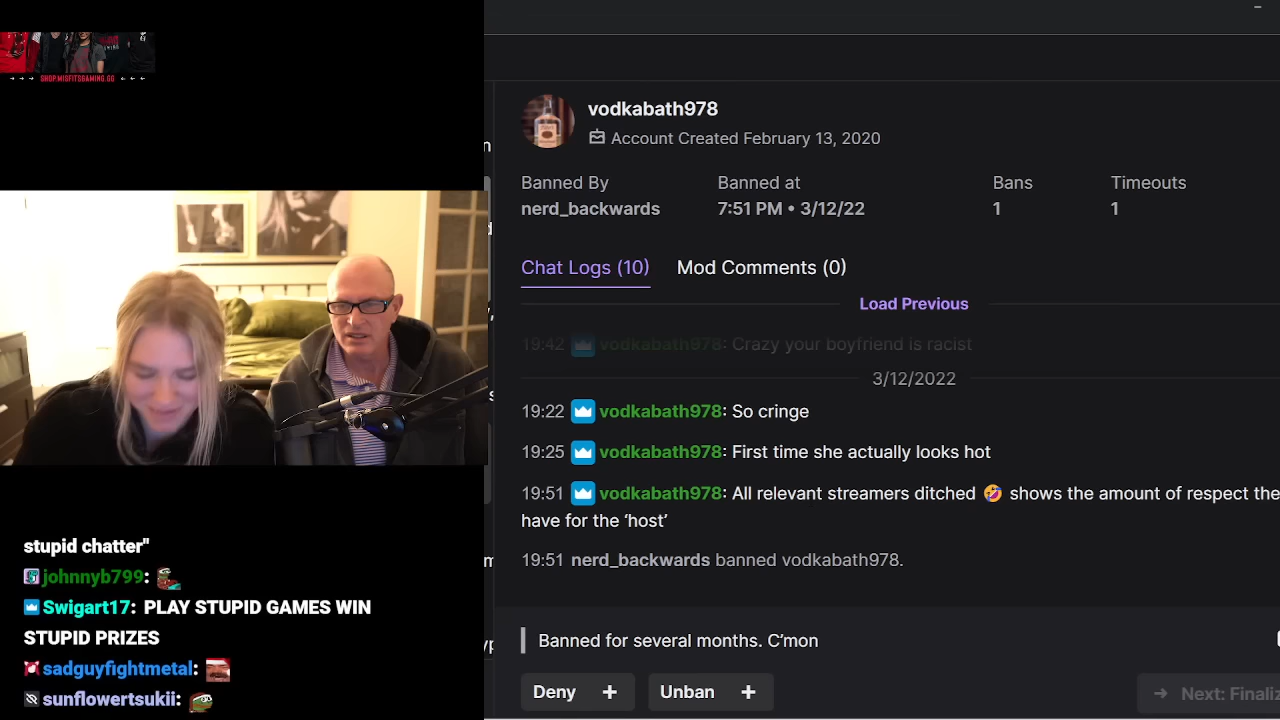 SHOP.MISFITSGAMING.GG
vodkabath978
Account Created February 13, 2020
Banned By
nerd_backwards
Banned at
7:51 PM • 3/12/22
Bans
1
Timeouts
1
Chat Logs (10)
Mod Comments (0)
Load Previous
19:42 vodkabath978: Crazy your boyfriend is racist
3/12/2022
19:22 vodkabath978: So cringe
19:25 vodkabath978: First time she actually looks hot
19:51 vodkabath978: All relevant streamers ditched 🤣 shows the amount of respect the
have for the ‘host’
19:51 nerd_backwards banned vodkabath978.
Banned for several months. C’mon
Deny +
Unban +
→ Next: Finaliz
stupid chatter"
johnnyb799:
Swigart17: PLAY STUPID GAMES WIN
STUPID PRIZES
sadguyfightmetal:
sunflowertsukii: